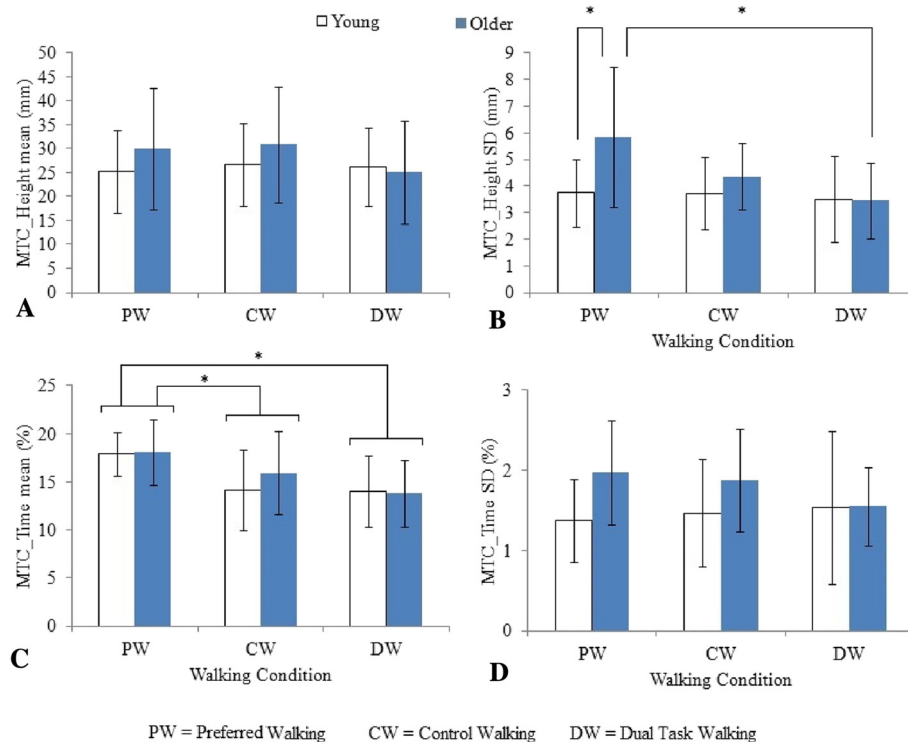 Young Older
MTC_Height mean (mm)
50
45
40
35
30
25
20
15
10
5
0
PW CW DW
A
* *
MTC_Height SD (mm)
9
8
7
6
5
4
3
2
1
0
PW CW DW
Walking Condition
B
*
*
MTC_Time mean (%)
25
20
15
10
5
0
PW CW DW
Walking Condition
C
MTC_Time SD (%)
3
2
1
0
PW CW DW
Walking Condition
D
PW = Preferred Walking CW = Control Walking DW = Dual Task Walking